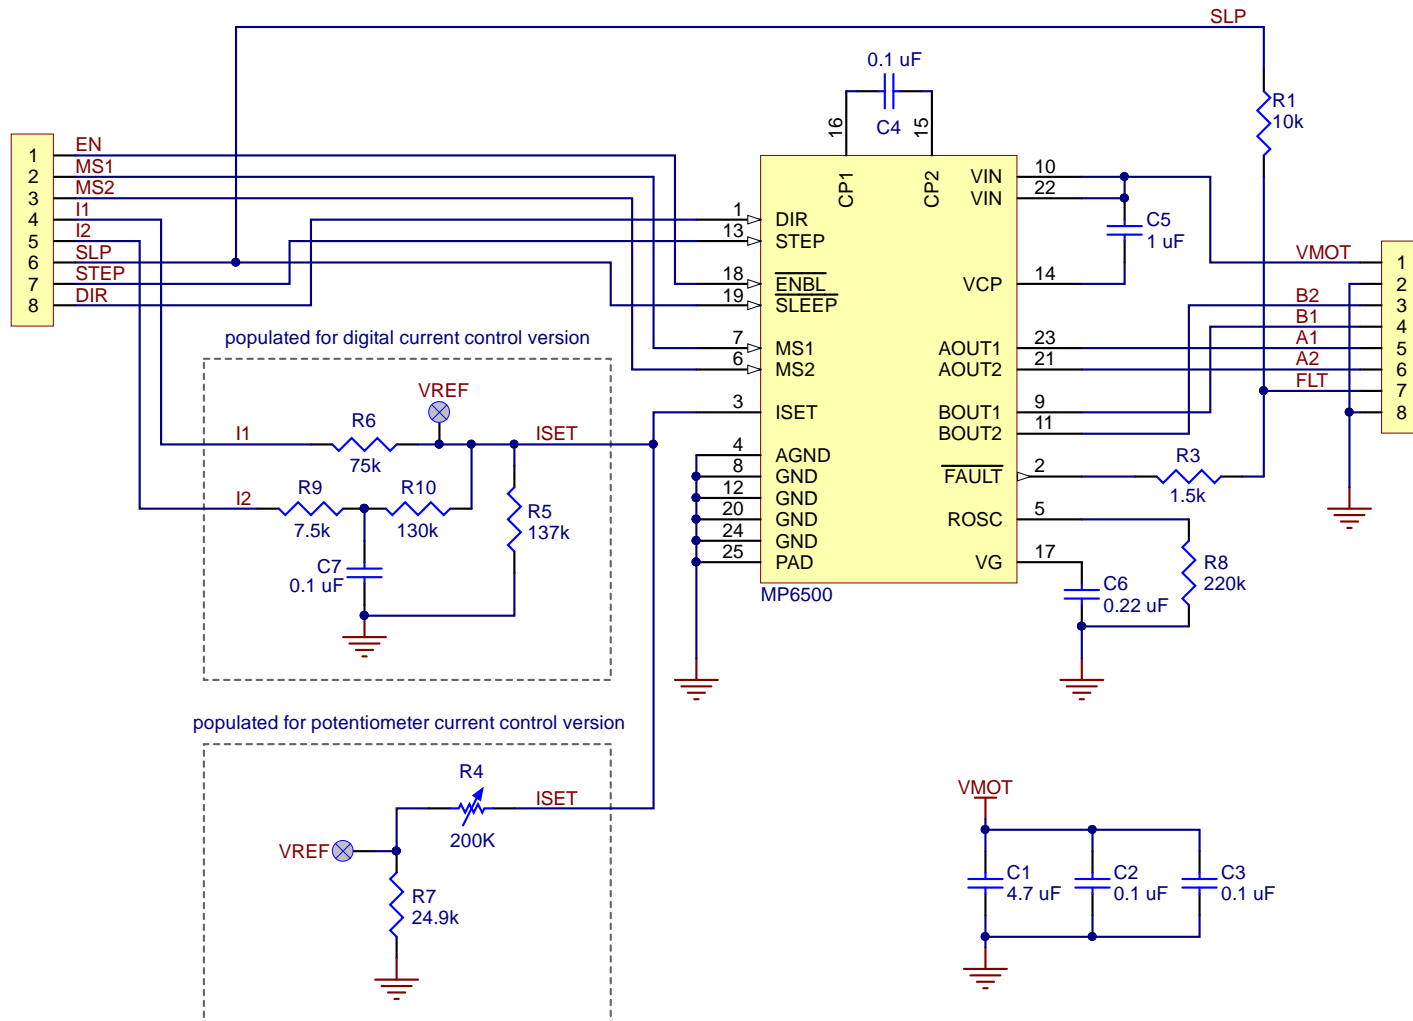 SLP
0.1 uF
C4
16
15
R1
10k
1
2
3
4
5
6
7
8
EN
MS1
MS2
I1
I2
SLP
STEP
DIR
1
13
18
19
7
6
3
4
8
12
20
24
25
CP1
CP2
DIR
STEP
ENBL
SLEEP
MS1
MS2
ISET
AGND
GND
GND
GND
GND
PAD
MP6500
VIN
VIN
VCP
AOUT1
AOUT2
BOUT1
BOUT2
FAULT
ROSC
VG
10
22
14
23
21
9
11
2
5
17
C5
1 uF
VMOT
B2
B1
A1
A2
FLT
1
2
3
4
5
6
7
8
R3
1.5k
R8
220k
C6
0.22 uF
populated for digital current control version
VREF
I1
R6
75k
ISET
I2
R9
7.5k
R10
130k
R5
137k
C7
0.1 uF
populated for potentiometer current control version
R4
200K
ISET
VREF
R7
24.9k
VMOT
C1
4.7 uF
C2
0.1 uF
C3
0.1 uF